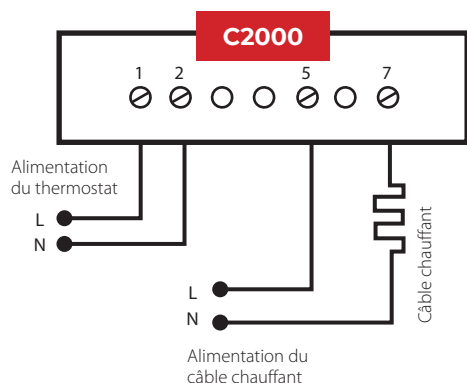 C2000
1 2 5 7
Alimentation
du thermostat
L
N
L
N
Câble chauffant
Alimentation du
câble chauffant